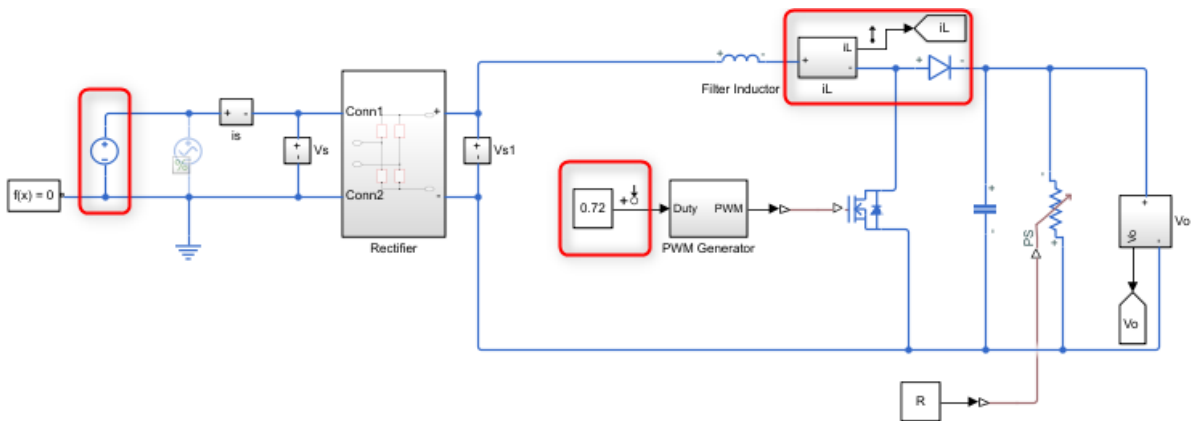 iL
iL
iL
Filter Inductor
Conn1
is
Vs
Vs1
%
f(x) = 0
Conn2
Rectifier
0.72
Duty
PWM
PWM Generator
PS
Vo
Vo
Vo
R